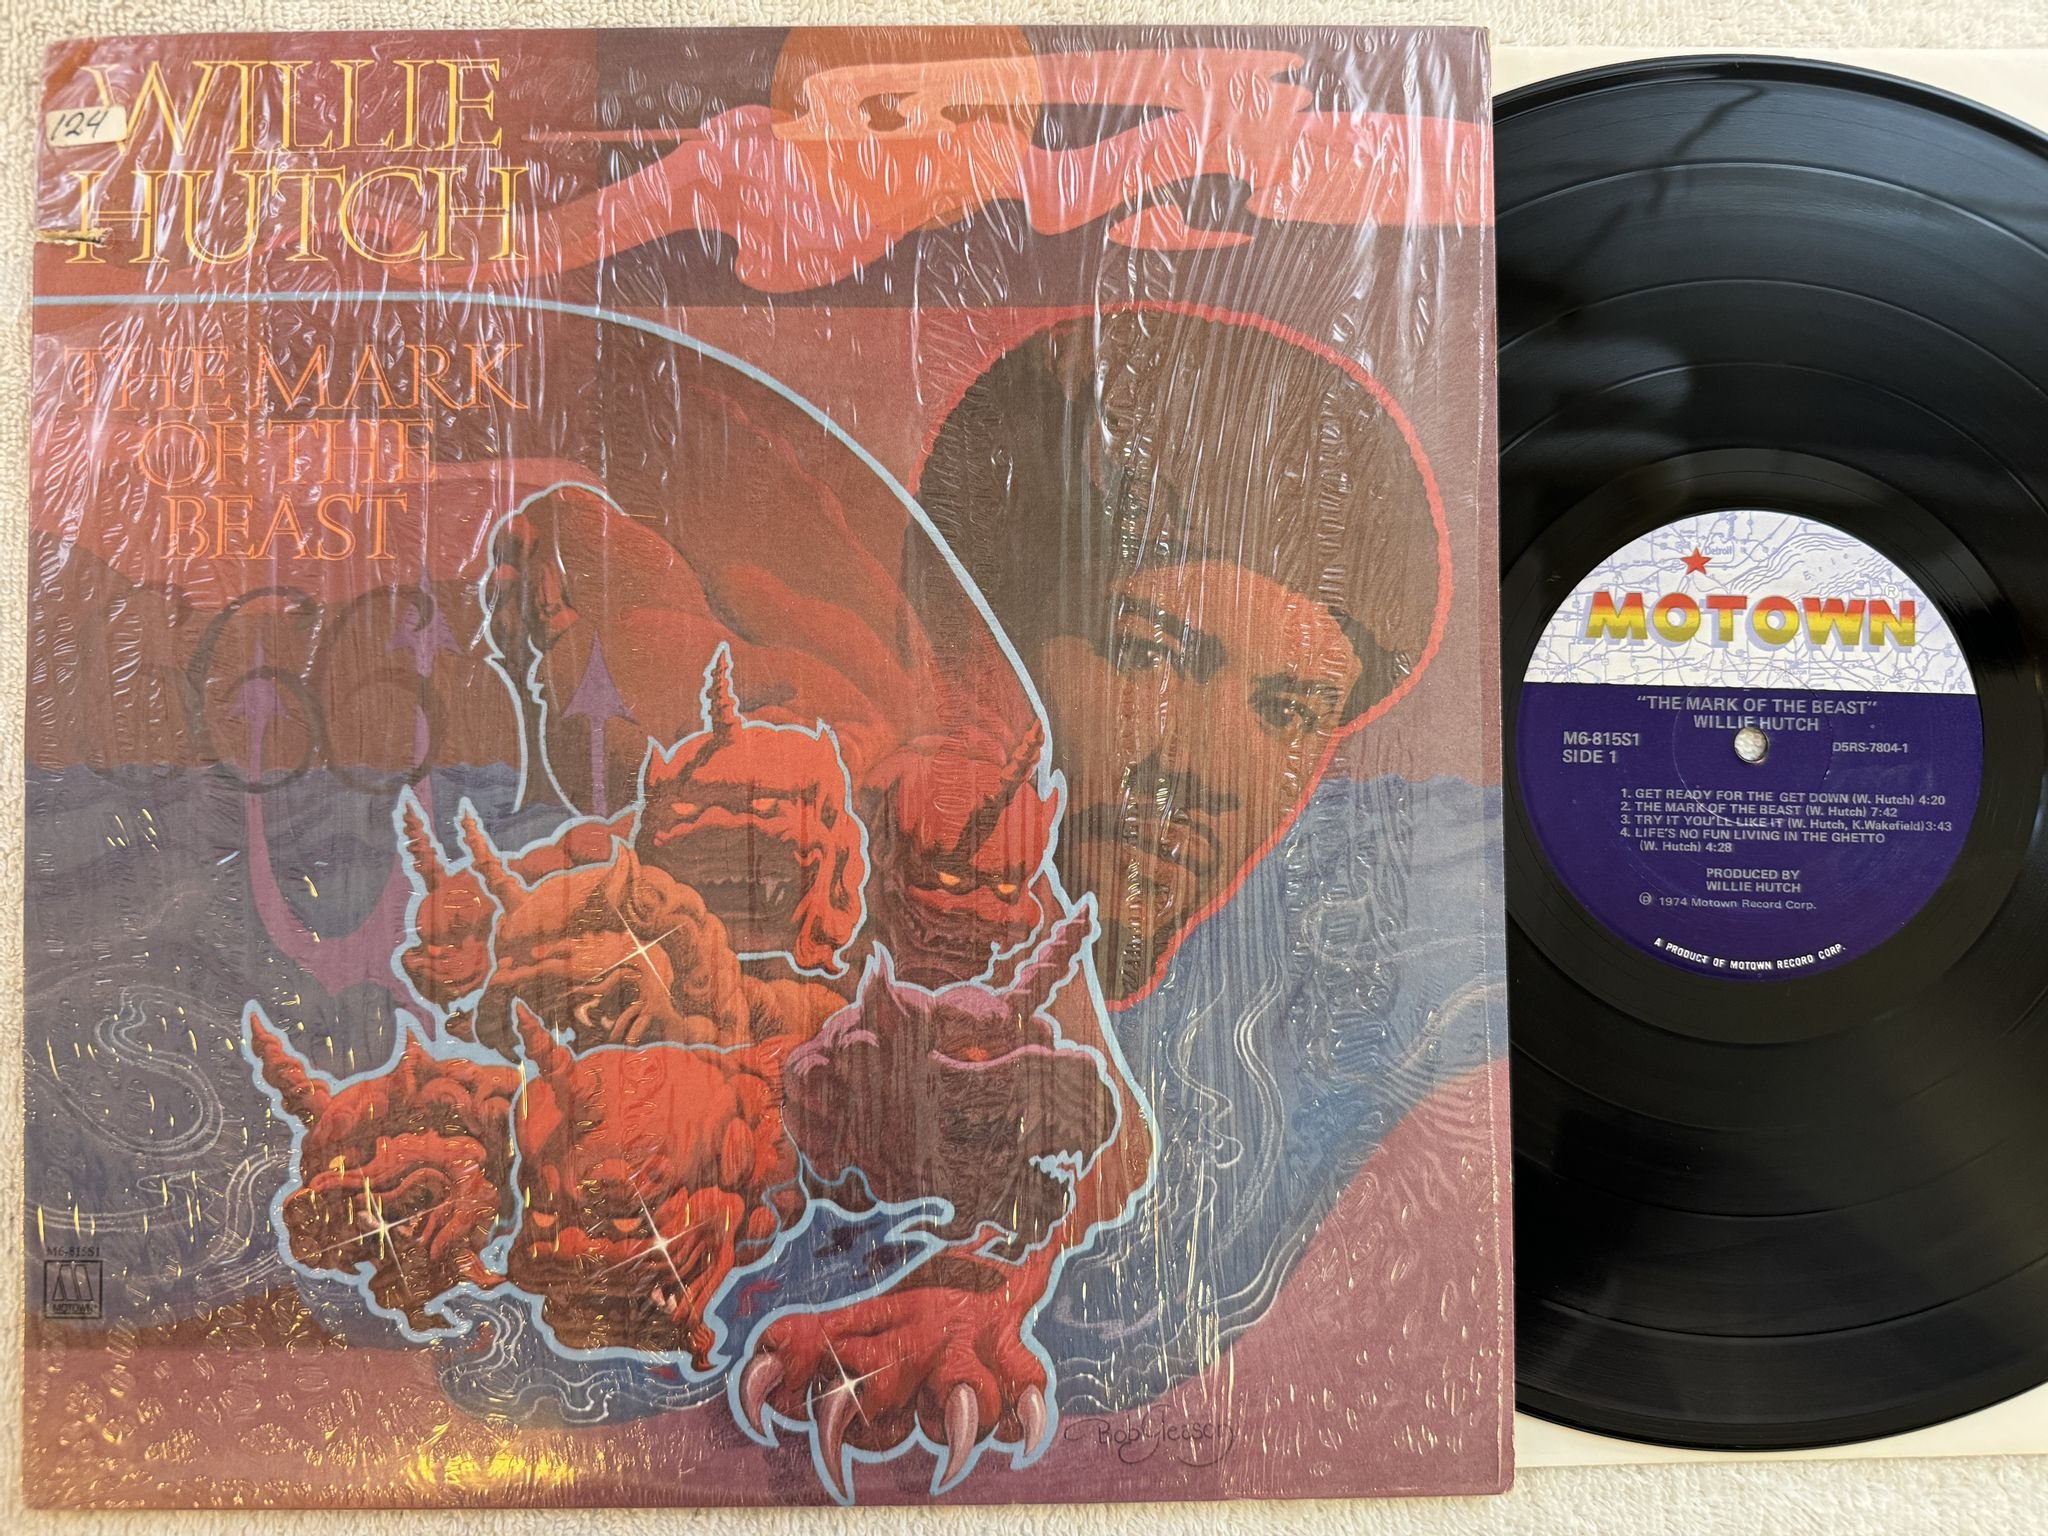 124
WILLIE
HUTCH
THE MARK
OF THE
BEAST
666
M6-815S1
MOTOWN
Rob Gleason
Detroit
MOTOWN®
"THE MARK OF THE BEAST"
WILLIE HUTCH
M6-815S1
SIDE 1
D5RS-7804-1
1. GET READY FOR THE GET DOWN (W. Hutch) 4:20
2. THE MARK OF THE BEAST (W. Hutch) 7:42
3. TRY IT YOU'LL LIKE IT (W. Hutch, K.Wakefield) 3:43
4. LIFE'S NO FUN LIVING IN THE GHETTO
(W. Hutch) 4:28
PRODUCED BY
WILLIE HUTCH
℗ 1974 Motown Record Corp.
A PRODUCT OF MOTOWN RECORD CORP.